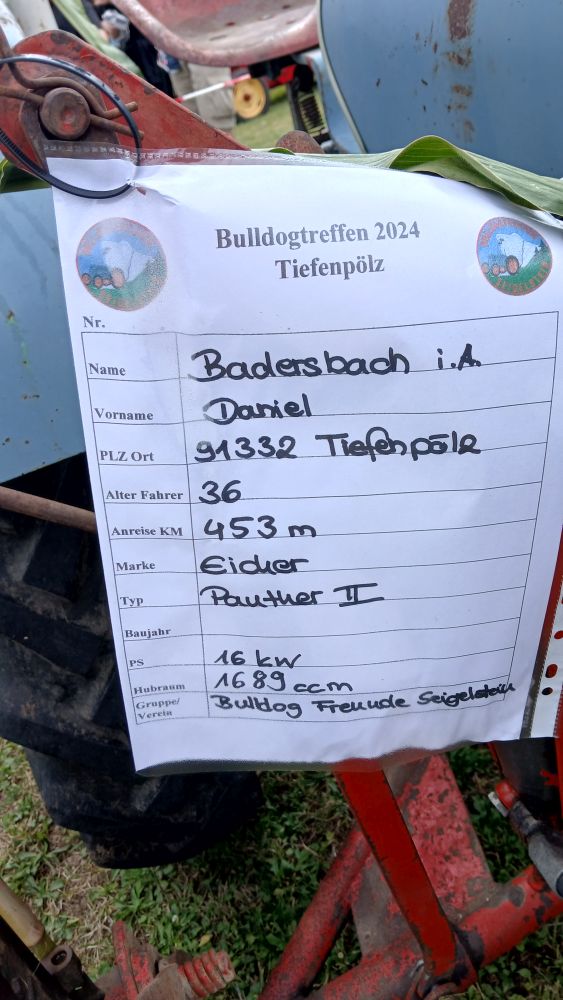 Bulldogtreffen 2024
Tiefenpölz
Nr.
Name Badersbach i.A.
Vorname Daniel
PLZ Ort 91332 Tiefenpölz
Alter Fahrer 36
Anreise KM 453 m
Marke Eicher
Typ Panther II
Baujahr
PS 16 kw
Hubraum 1689 ccm
Gruppe/
Verein Bulldog Freunde Seigelstein